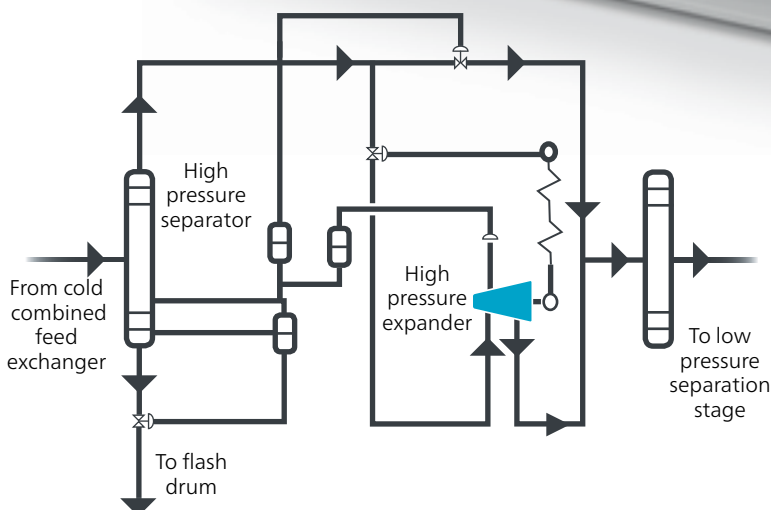 High
pressure
separator
From cold
combined
feed
exchanger
High
pressure
expander
To low
pressure
separation
stage
To flash
drum